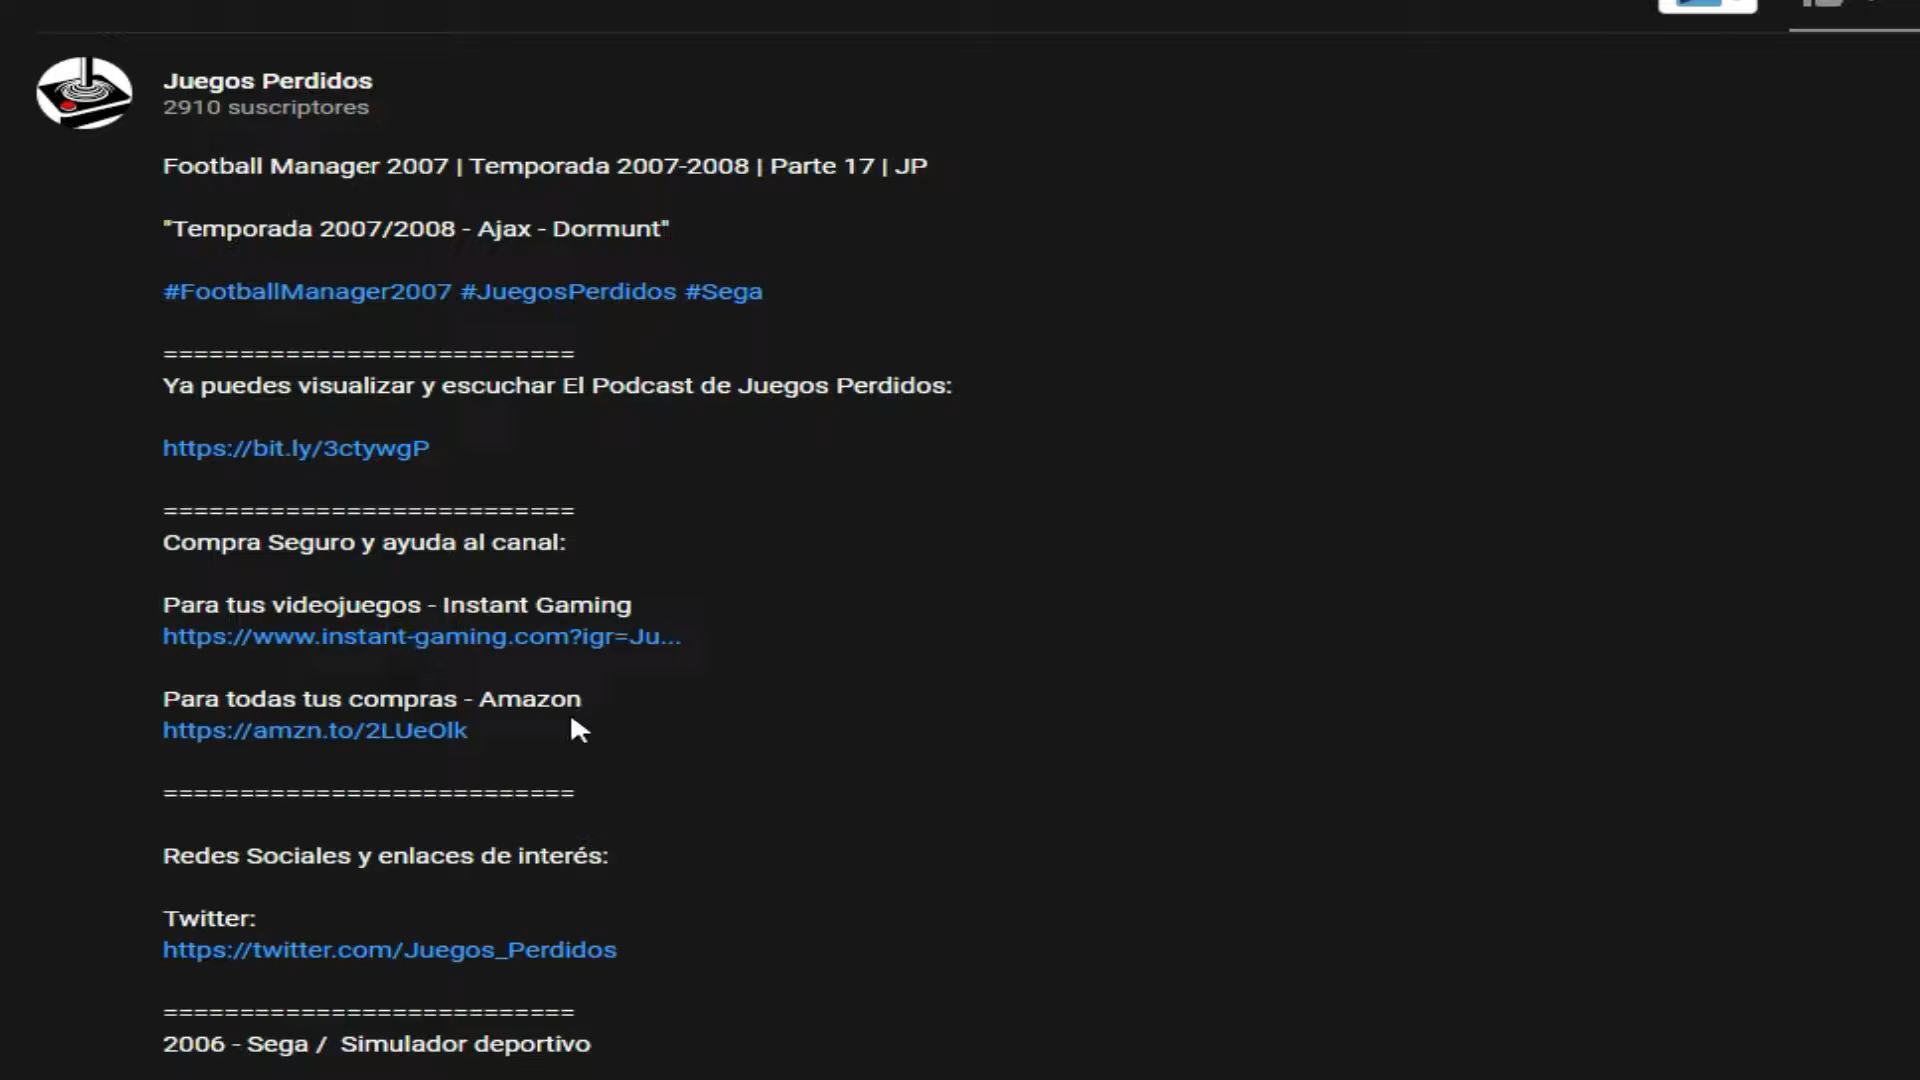 Juegos Perdidos
2910 suscriptores
Football Manager 2007 | Temporada 2007-2008 | Parte 17 | JP
"Temporada 2007/2008 - Ajax - Dormunt"
#FootballManager2007 #JuegosPerdidos #Sega
===========================
Ya puedes visualizar y escuchar El Podcast de Juegos Perdidos:
https://bit.ly/3ctywgP
===========================
Compra Seguro y ayuda al canal:
Para tus videojuegos - Instant Gaming
https://www.instant-gaming.com?igr=Ju...
Para todas tus compras - Amazon
https://amzn.to/2LUeOlk
===========================
Redes Sociales y enlaces de interés:
Twitter:
https://twitter.com/Juegos_Perdidos
===========================
2006 - Sega /  Simulador deportivo